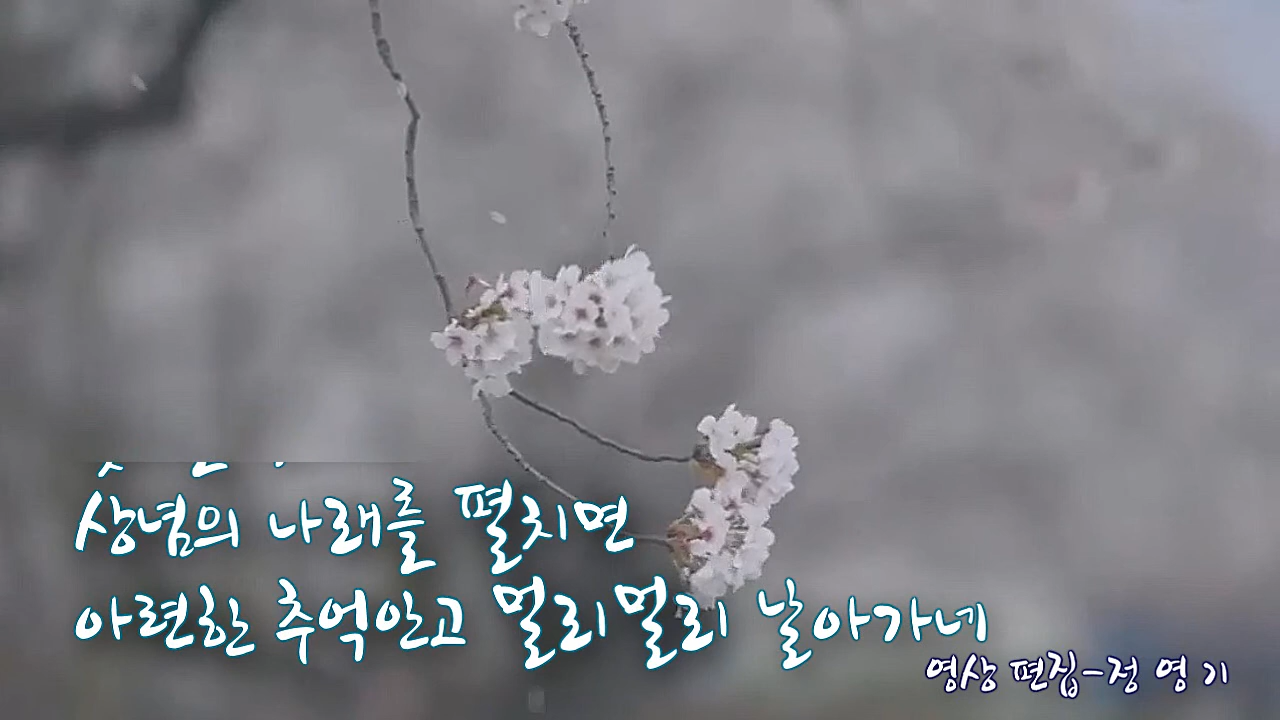 상념의 나래를 펼치면
아련한 추억안고 멀리멀리 날아가네
영상 편집-정 영 기